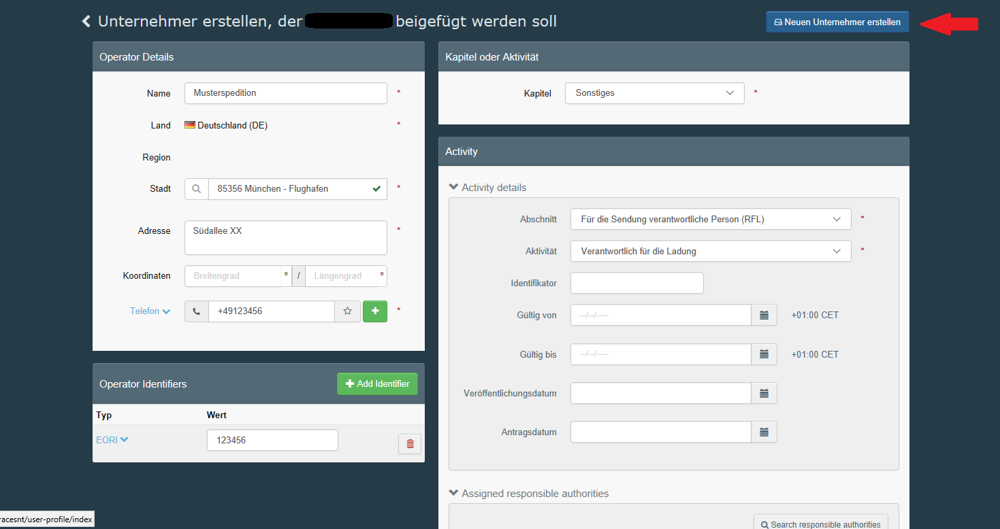 Unternehmer erstellen, der beigefügt werden soll
Neuen Unternehmer erstellen
Operator Details
Name Musterspedition *
Land Deutschland (DE) *
Region
Stadt 85356 München - Flughafen *
Adresse Südallee XX *
Koordinaten Breitengrad º / Längengrad º
Telefon +49123456 *
Operator Identifiers Add Identifier
Typ Wert
EORI 123456
Kapitel oder Aktivität
Kapitel Sonstiges *
Activity
Activity details
Abschnitt Für die Sendung verantwortliche Person (RFL) *
Aktivität Verantwortlich für die Ladung *
Identifikator
Gültig von --/--/---- +01:00 CET
Gültig bis --/--/---- +01:00 CET
Veröffentlichungsdatum
Antragsdatum
Assigned responsible authorities
Search responsible authorities
racesnt/user-profile/index